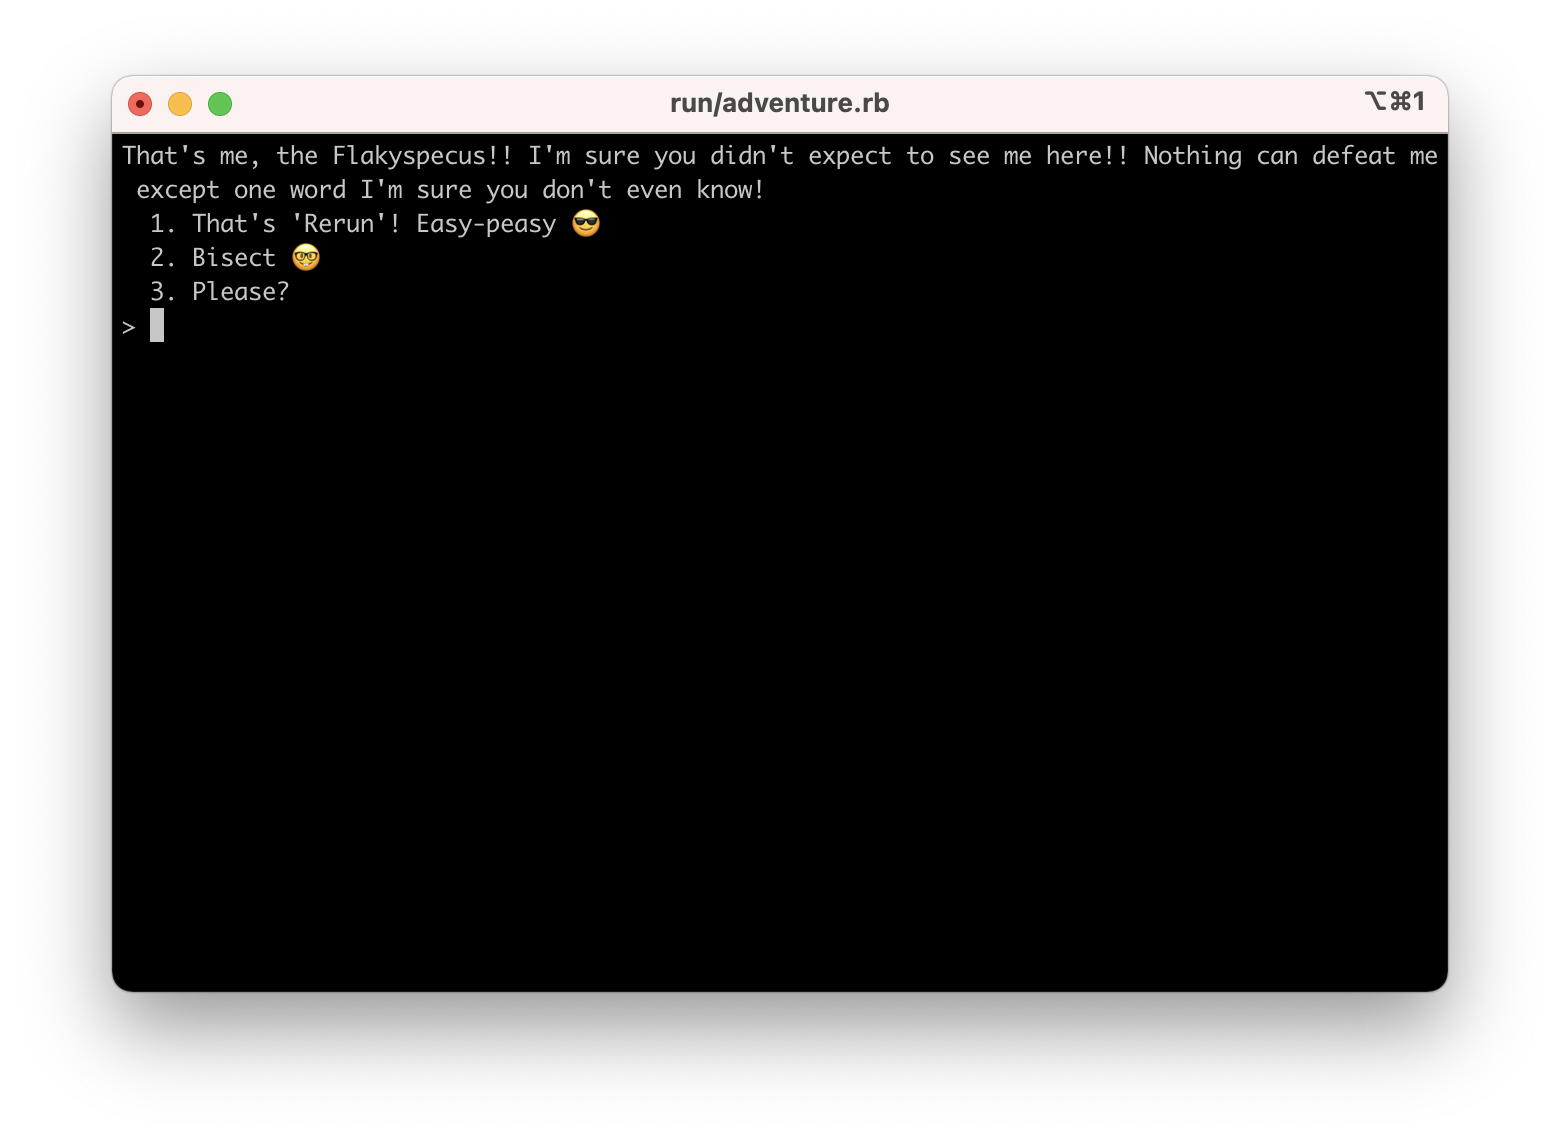 run/adventure.rb
⌥⌘1
That's me, the Flakyspecus!! I'm sure you didn't expect to see me here!! Nothing can defeat me
except one word I'm sure you don't even know!
1. That's 'Rerun'! Easy-peasy 😎
2. Bisect 🤓
3. Please?
>